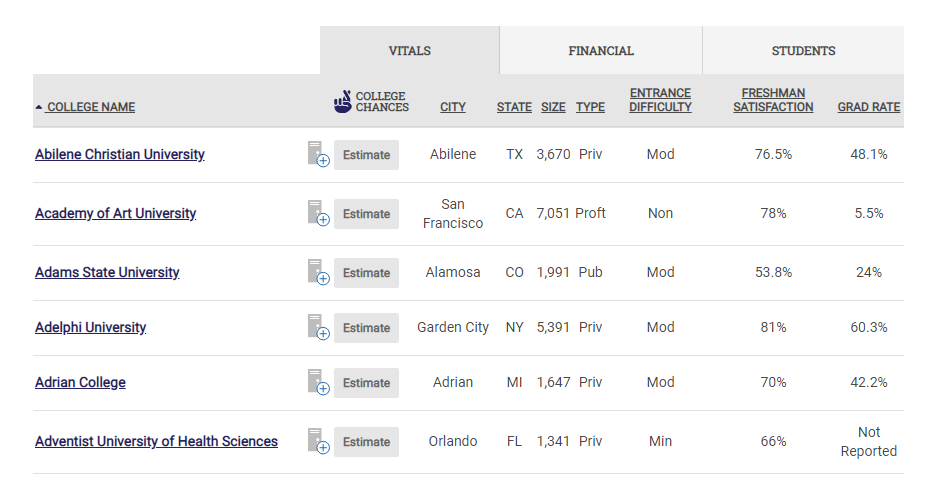 VITALS FINANCIAL STUDENTS
COLLEGE NAME COLLEGE CHANCES CITY STATE SIZE TYPE ENTRANCE DIFFICULTY FRESHMAN SATISFACTION GRAD RATE
Abilene Christian University Estimate Abilene TX 3,670 Priv Mod 76.5% 48.1%
Academy of Art University Estimate San Francisco CA 7,051 Proft Non 78% 5.5%
Adams State University Estimate Alamosa CO 1,991 Pub Mod 53.8% 24%
Adelphi University Estimate Garden City NY 5,391 Priv Mod 81% 60.3%
Adrian College Estimate Adrian MI 1,647 Priv Mod 70% 42.2%
Adventist University of Health Sciences Estimate Orlando FL 1,341 Priv Min 66% Not Reported